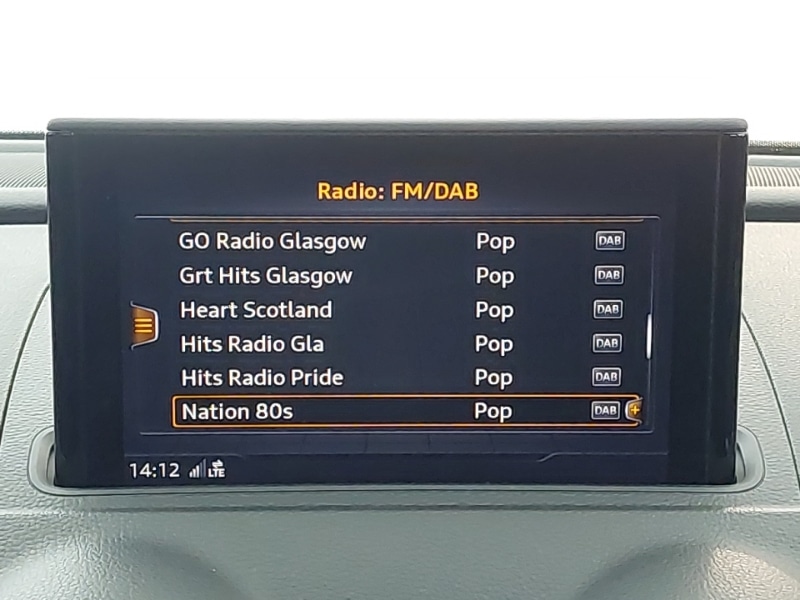 Radio: FM/DAB
GO Radio Glasgow Pop DAB
Grt Hits Glasgow Pop DAB
Heart Scotland Pop DAB
Hits Radio Gla Pop DAB
Hits Radio Pride Pop DAB
Nation 80s Pop DAB +
14:12 LTE